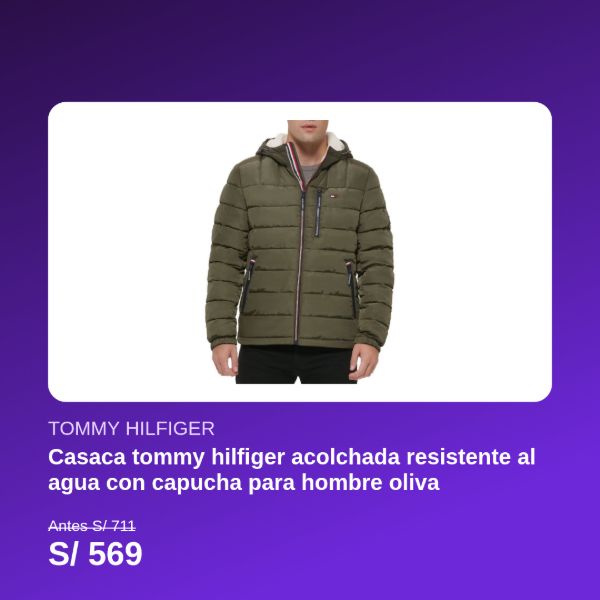 TOMMY HILFIGER
Casaca tommy hilfiger acolchada resistente al
agua con capucha para hombre oliva
Antes S/ 711
S/ 569